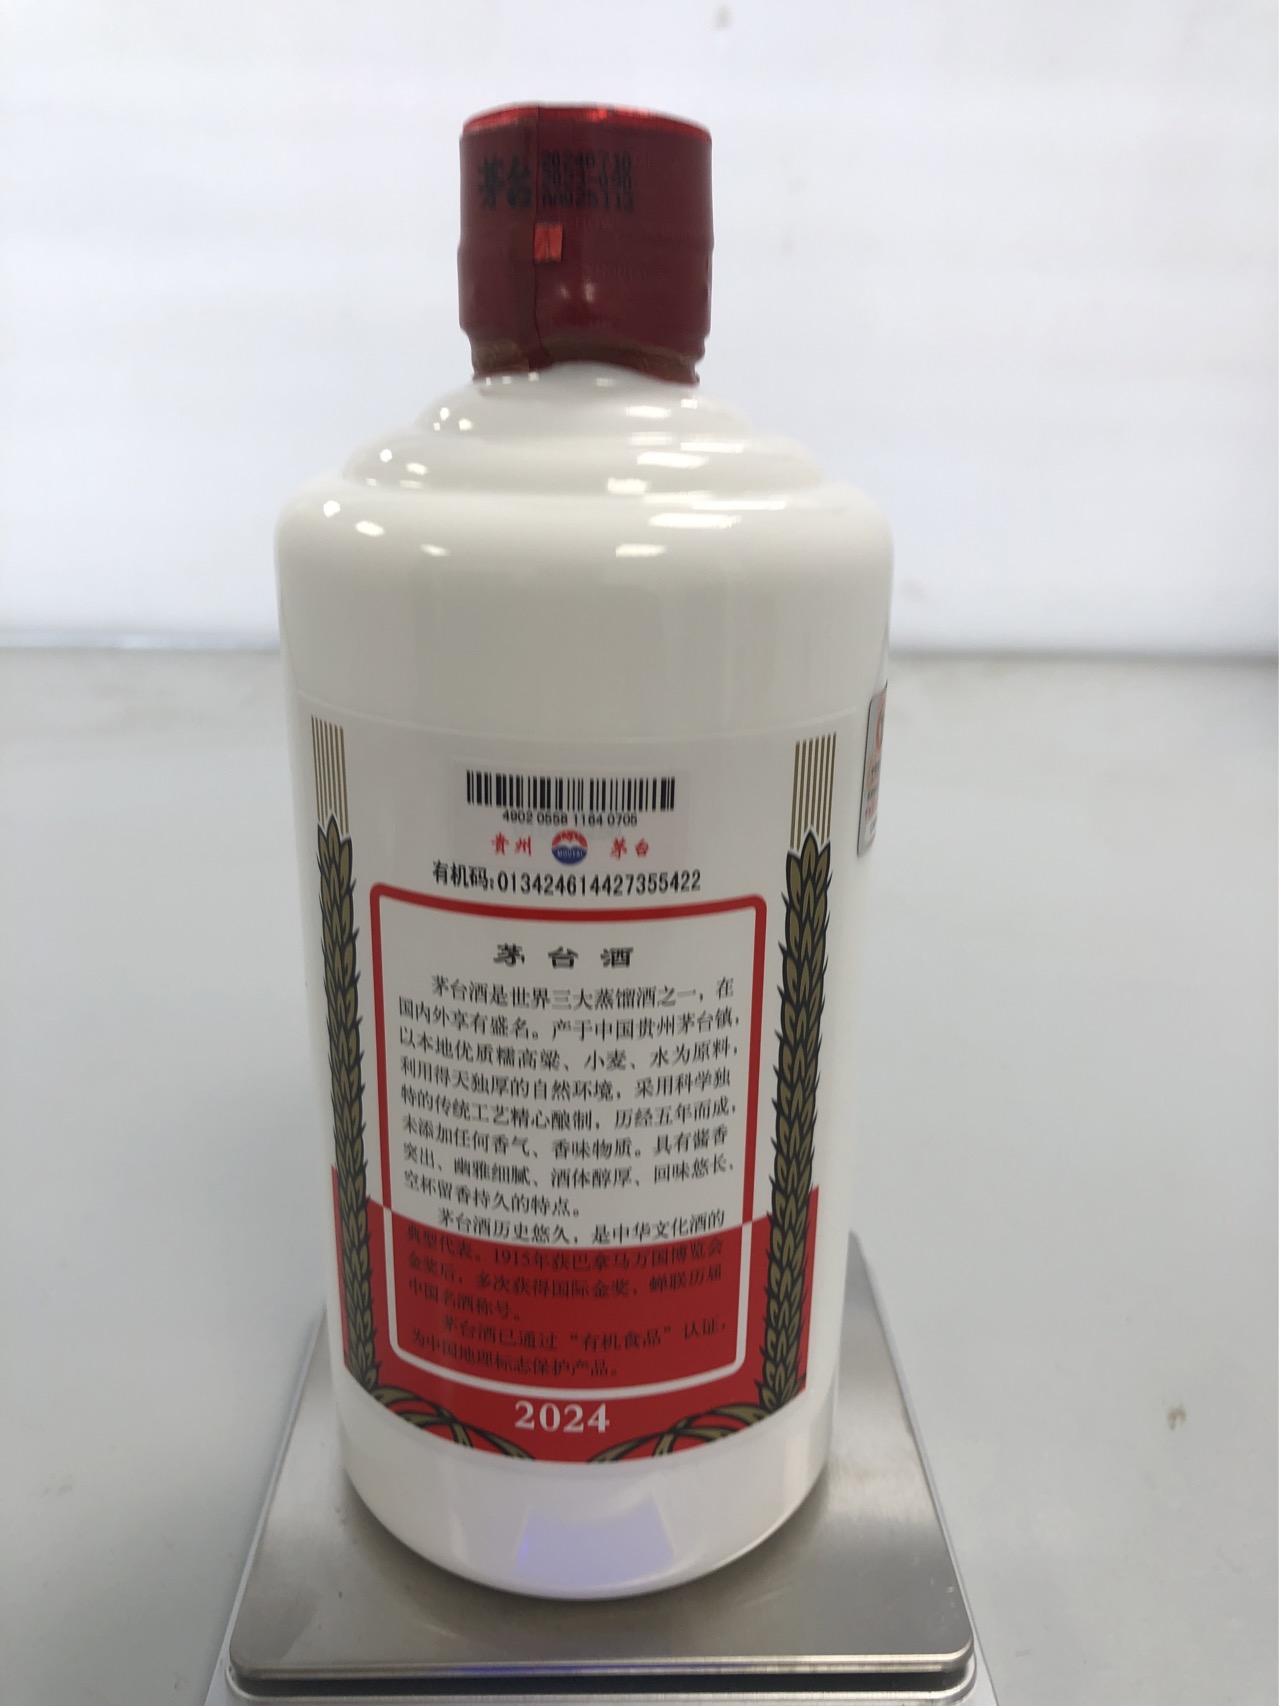 茅台
20240710
4902 0558 1164 0705
贵州 MOUTAI 茅台
有机码:013424614427355422
茅台酒
茅台酒是世界三大蒸馏酒之一，在
国内外享有盛名。产于中国贵州茅台镇，
以本地优质糯高粱、小麦、水为原料，
利用得天独厚的自然环境，采用科学独
特的传统工艺精心酿制，历经五年而成，
未添加任何香气、香味物质。具有酱香
突出、幽雅细腻、酒体醇厚、回味悠长、
空杯留香持久的特点。
茅台酒历史悠久，是中华文化酒的
典型代表。1915年获巴拿马万国博览会
金奖后，多次获得国际金奖，蝉联历届
中国名酒称号。
茅台酒已通过“有机食品”认证，
为中国地理标志保护产品。
2024